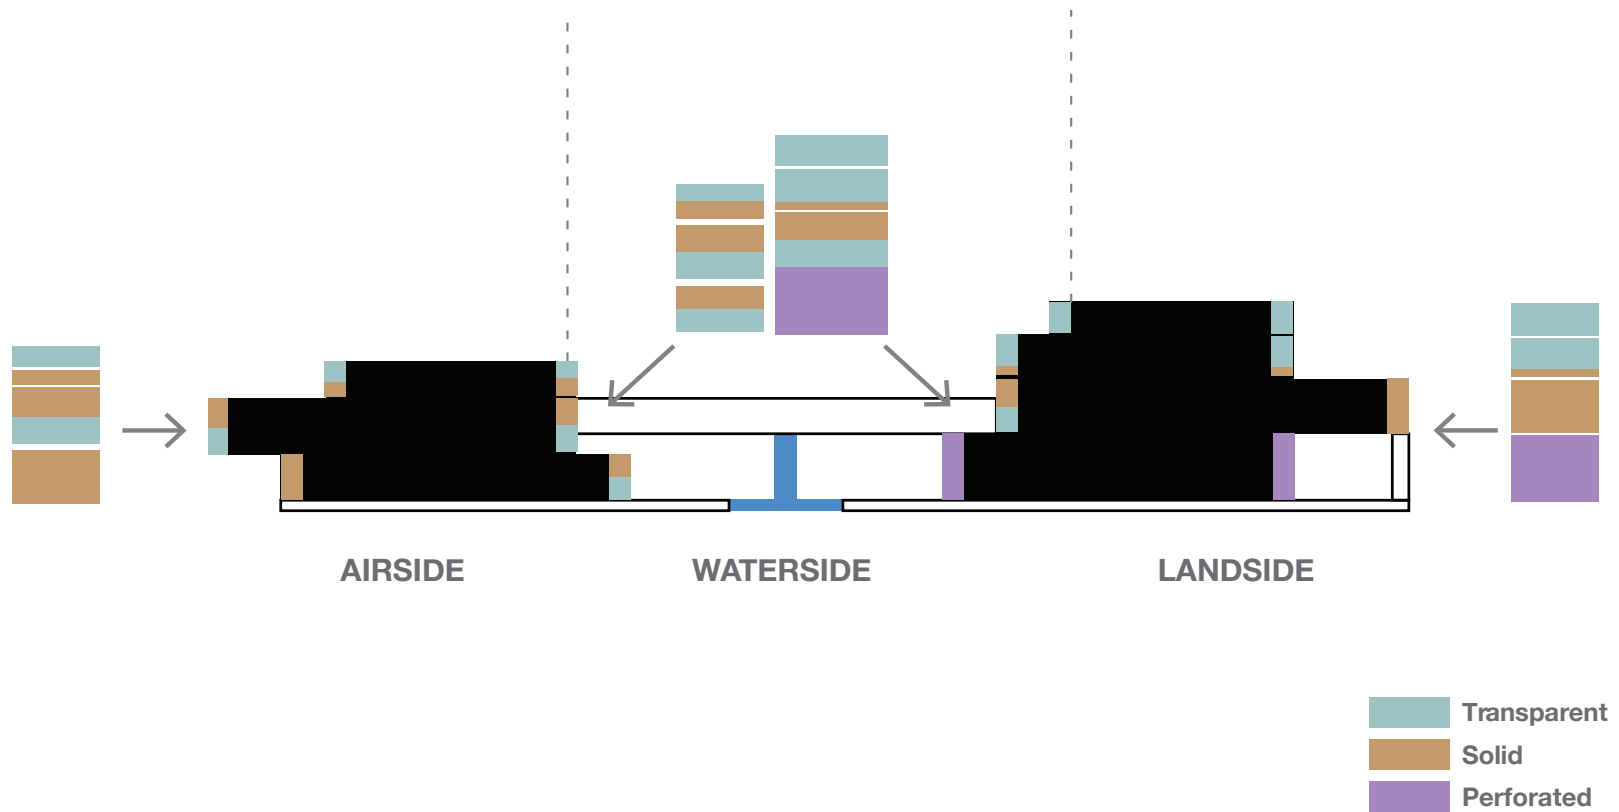 AIRSIDE
WATERSIDE
LANDSIDE
Transparent
Solid
Perforated